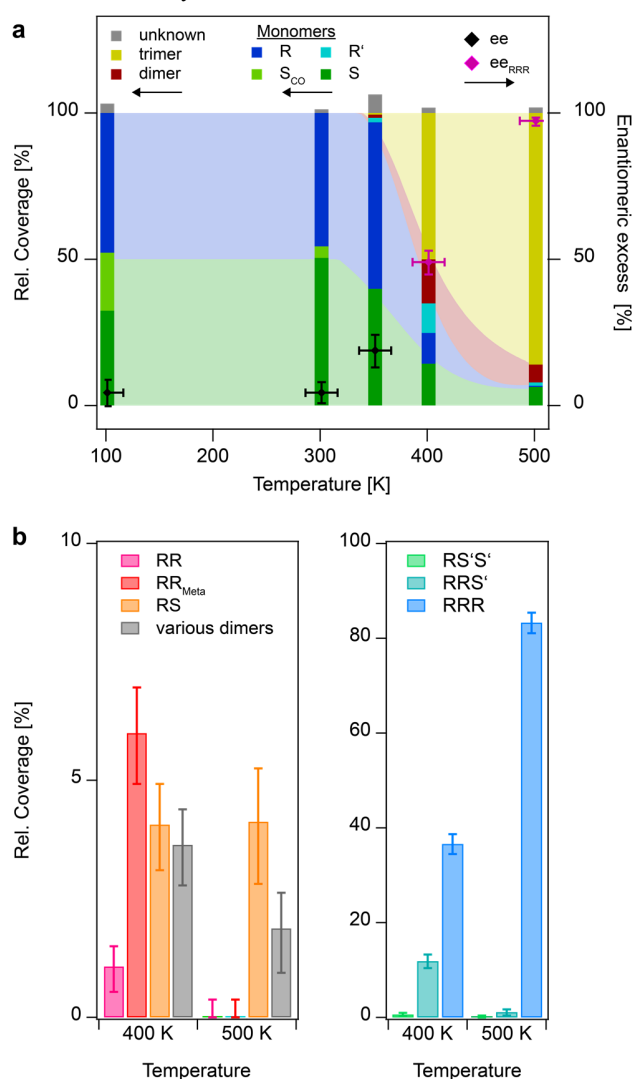 a
unknown
trimer
dimer
Monomers
R
R'
S_CO
S
ee
ee_RRR
100
50
0
Rel. Coverage [%]
100
50
0
Enantiomeric excess [%]
100
200
300
400
500
Temperature [K]
b
10
5
0
Rel. Coverage [%]
RR
RR_Meta
RS
various dimers
400 K
500 K
Temperature
100
80
60
40
20
0
RS'S'
RRS'
RRR
400 K
500 K
Temperature